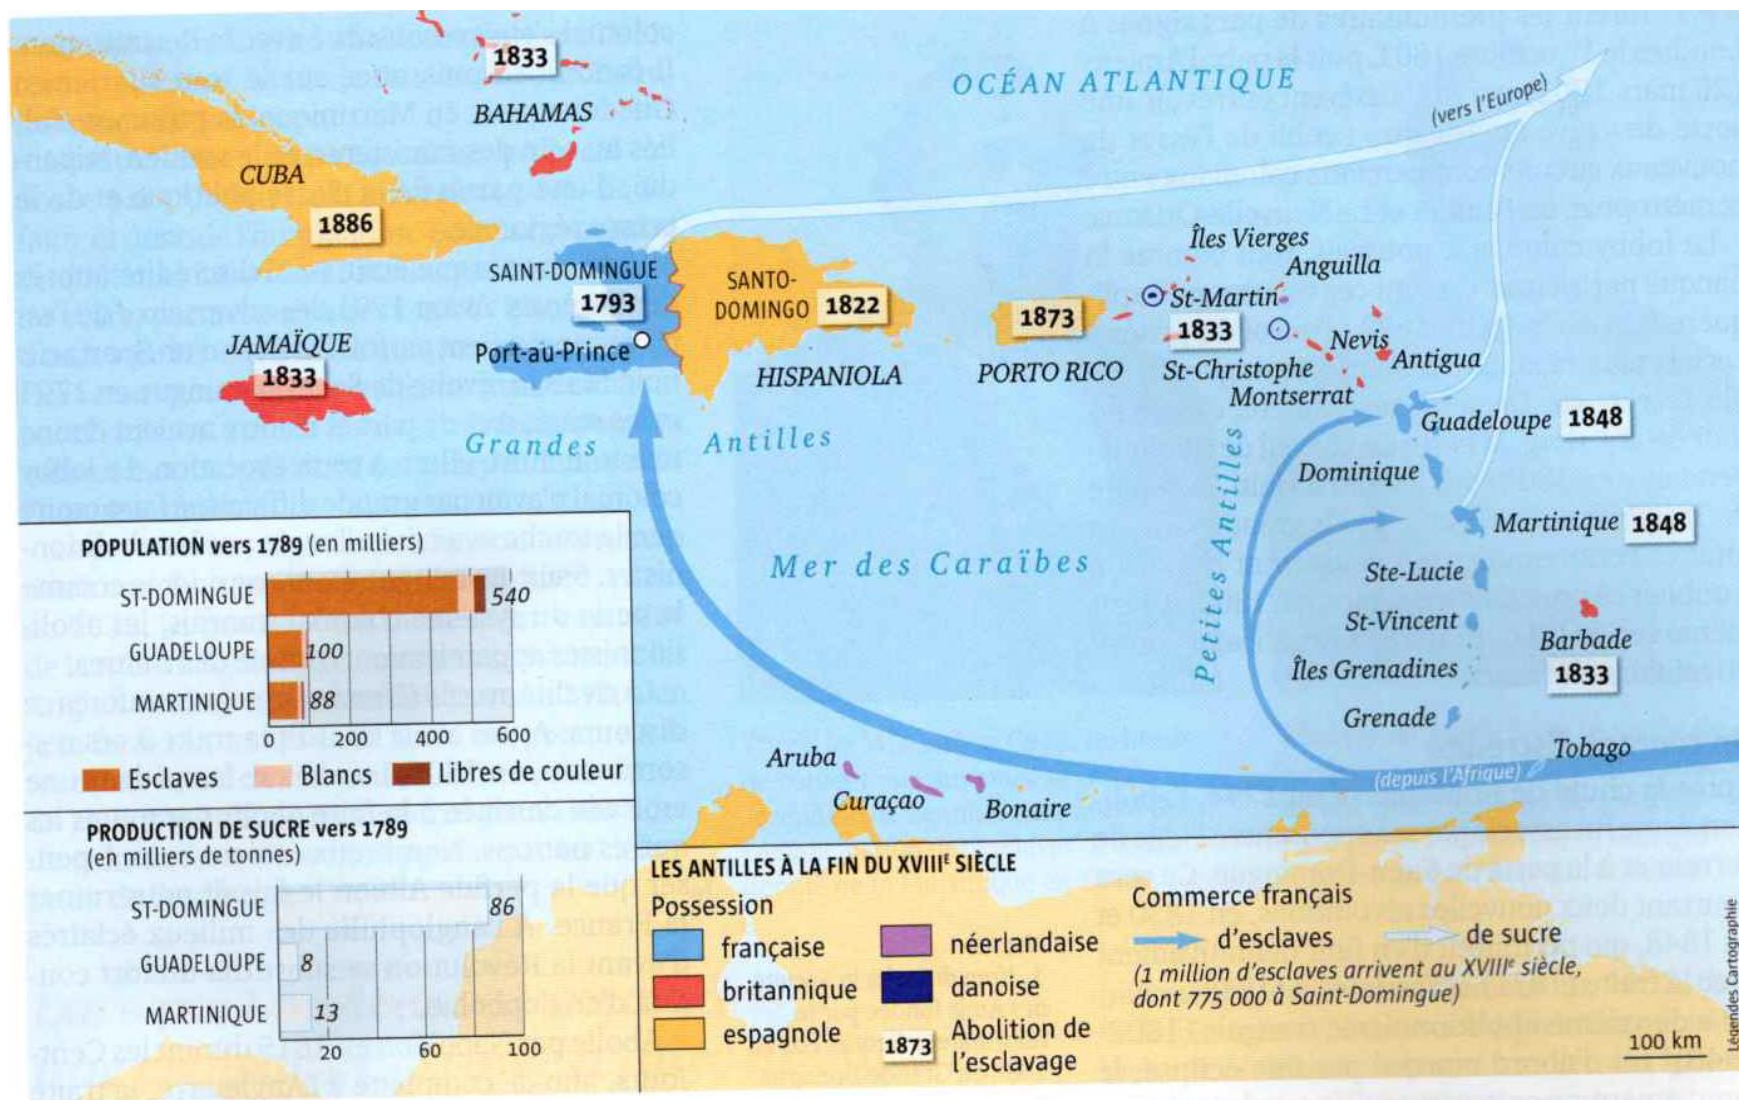 1833
BAHAMAS
OCÉAN ATLANTIQUE
(vers l'Europe)
CUBA
1886
SAINT-DOMINGUE
1793
Port-au-Prince
SANTO-
DOMINGO
1822
HISPANIOLA
1873
PORTO RICO
Îles Vierges
Anguilla
St-Martin
1833
St-Christophe
Nevis
Montserrat
Antigua
JAMAÏQUE
1833
Grandes Antilles
Petites Antilles
Guadeloupe 1848
Dominique
Martinique 1848
Mer des Caraïbes
Ste-Lucie
St-Vincent
Barbade
1833
Îles Grenadines
Grenade
Tobago
(depuis l'Afrique)
Aruba
Curaçao
Bonaire
POPULATION vers 1789 (en milliers)
ST-DOMINGUE 540
GUADELOUPE 100
MARTINIQUE 88
0 200 400 600
Esclaves Blancs Libres de couleur
PRODUCTION DE SUCRE vers 1789
(en milliers de tonnes)
ST-DOMINGUE 86
GUADELOUPE 8
MARTINIQUE 13
20 60 100
LES ANTILLES À LA FIN DU XVIIIE SIÈCLE
Possession
française
britannique
espagnole
néerlandaise
danoise
1873 Abolition de
l'esclavage
Commerce français
d'esclaves de sucre
(1 million d'esclaves arrivent au XVIIIe siècle,
dont 775 000 à Saint-Domingue)
100 km
Légendes Cartographie